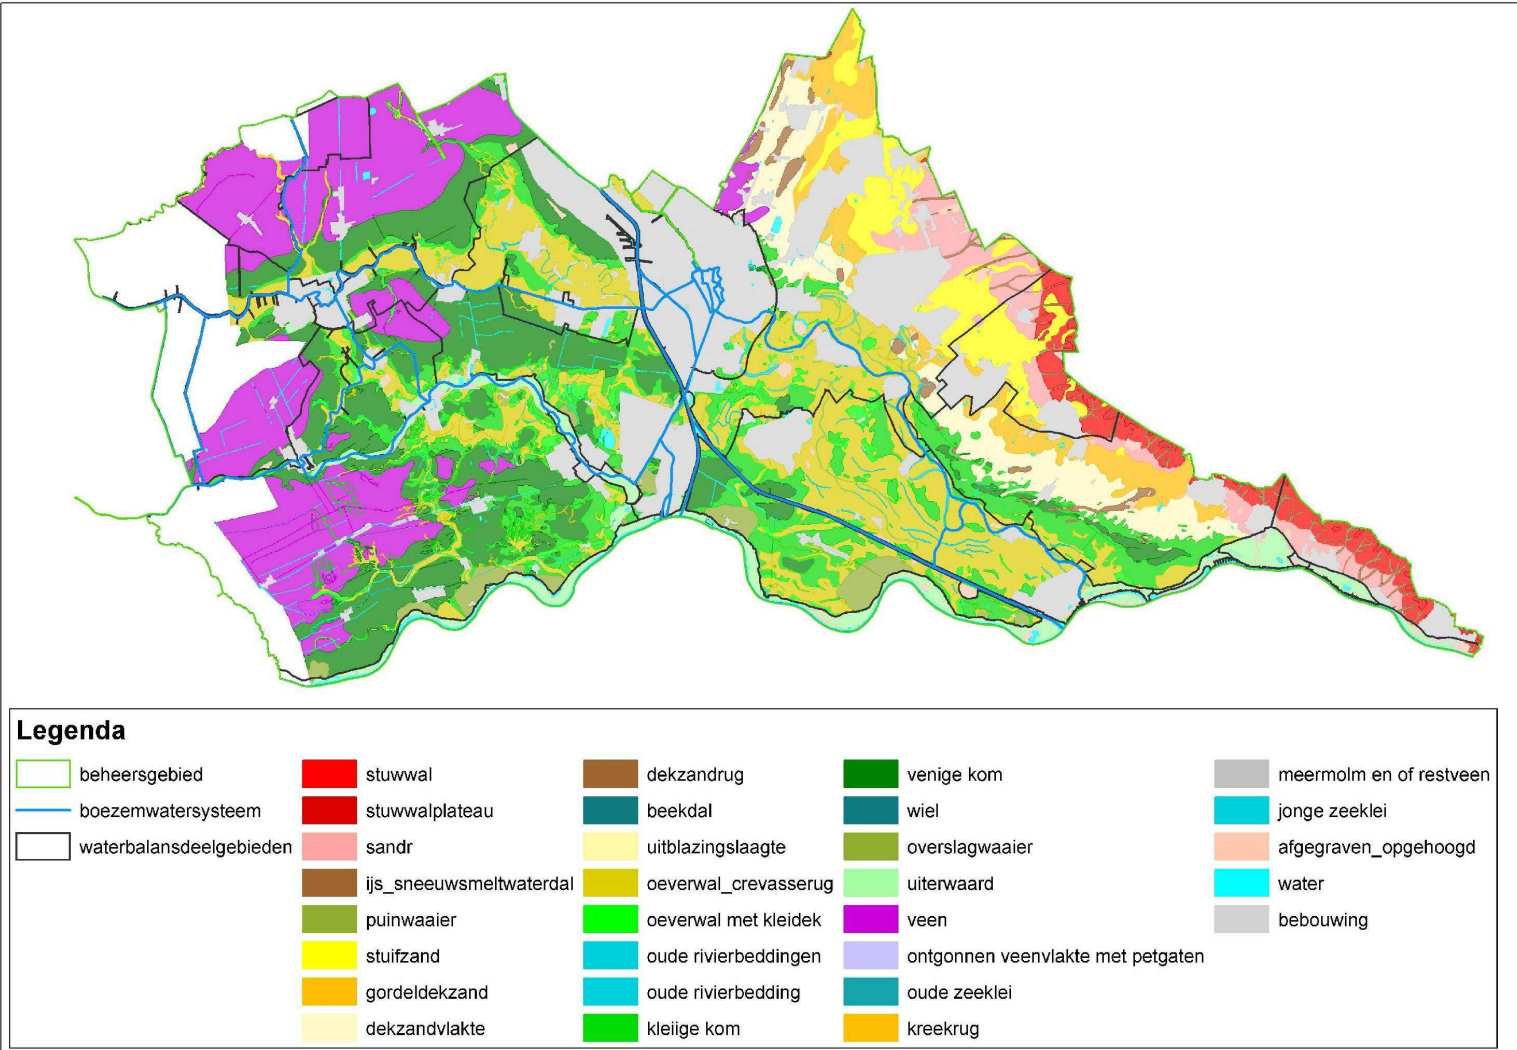 Legenda
beheersgebied
boezemwatersysteem
waterbalansdeelgebieden
stuwwal
stuwwalplateau
sandr
ijs_sneeuwsmeltwaterdal
puinwaaier
stuifzand
gordeldekzand
dekzandvlakte
dekzandrug
beekdal
uitblazingslaagte
oeverwal_crevasserug
oeverwal met kleidek
oude rivierbeddingen
oude rivierbedding
kleiige kom
venige kom
wiel
overslagwaaier
uiterwaard
veen
ontgonnen veenvlakte met petgaten
oude zeeklei
kreekrug
meermolm en of restveen
jonge zeeklei
afgegraven_opgehoogd
water
bebouwing